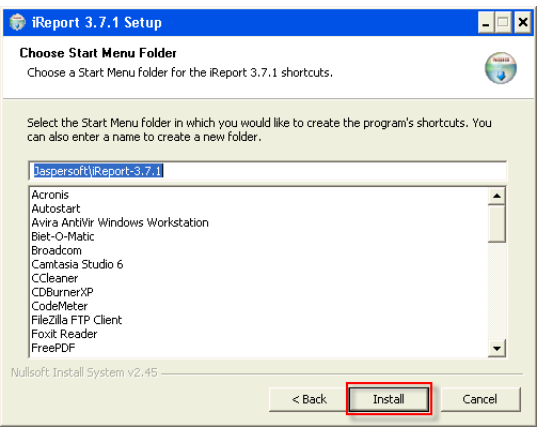 iReport 3.7.1 Setup
Choose Start Menu Folder
Choose a Start Menu folder for the iReport 3.7.1 shortcuts.
Select the Start Menu folder in which you would like to create the program's shortcuts. You
can also enter a name to create a new folder.
Jaspersoft\iReport-3.7.1
Acronis
Autostart
Avira AntiVir Windows Workstation
Biet-O-Matic
Broadcom
Camtasia Studio 6
CCleaner
CDBurnerXP
CodeMeter
FileZilla FTP Client
Foxit Reader
FreePDF
Nullsoft Install System v2.45
< Back Install Cancel